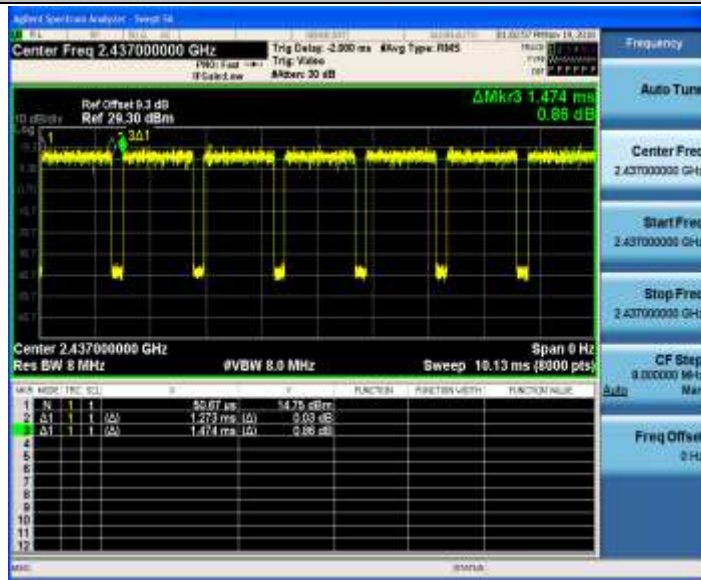 Agilent Spectrum Analyzer - Swept SA
Center Freq 2.437000000 GHz
PNO: Fast
IFGain:Low
Trig Delay: -2.000 ms
Trig: Video
#Atten: 30 dB
#Avg Type: RMS
TRACE
TYPE
DET
Frequency
Auto Tune
ΔMkr3 1.474 ms
0.86 dB
Ref Offset 9.3 dB
10 dB/div
Ref 29.30 dBm
Log
1
3Δ1
Center Freq
2.437000000 GHz
Start Freq
2.437000000 GHz
Stop Freq
2.437000000 GHz
CF Step
8.000000 MHz
Auto
Man
Freq Offset
0 Hz
Center 2.437000000 GHz
Span 0 Hz
Res BW 8 MHz
#VBW 8.0 MHz
Sweep 10.13 ms (8000 pts)
MKR MODE TRC SCL X Y FUNCTION FUNCTION WIDTH FUNCTION VALUE
1 N 1 t 50.67 µs 14.75 dBm
2 Δ1 1 t (Δ) 1.273 ms (Δ) 0.03 dB
3 Δ1 1 t (Δ) 1.474 ms (Δ) 0.86 dB
4
5
6
7
8
9
10
11
12
MSG
STATUS